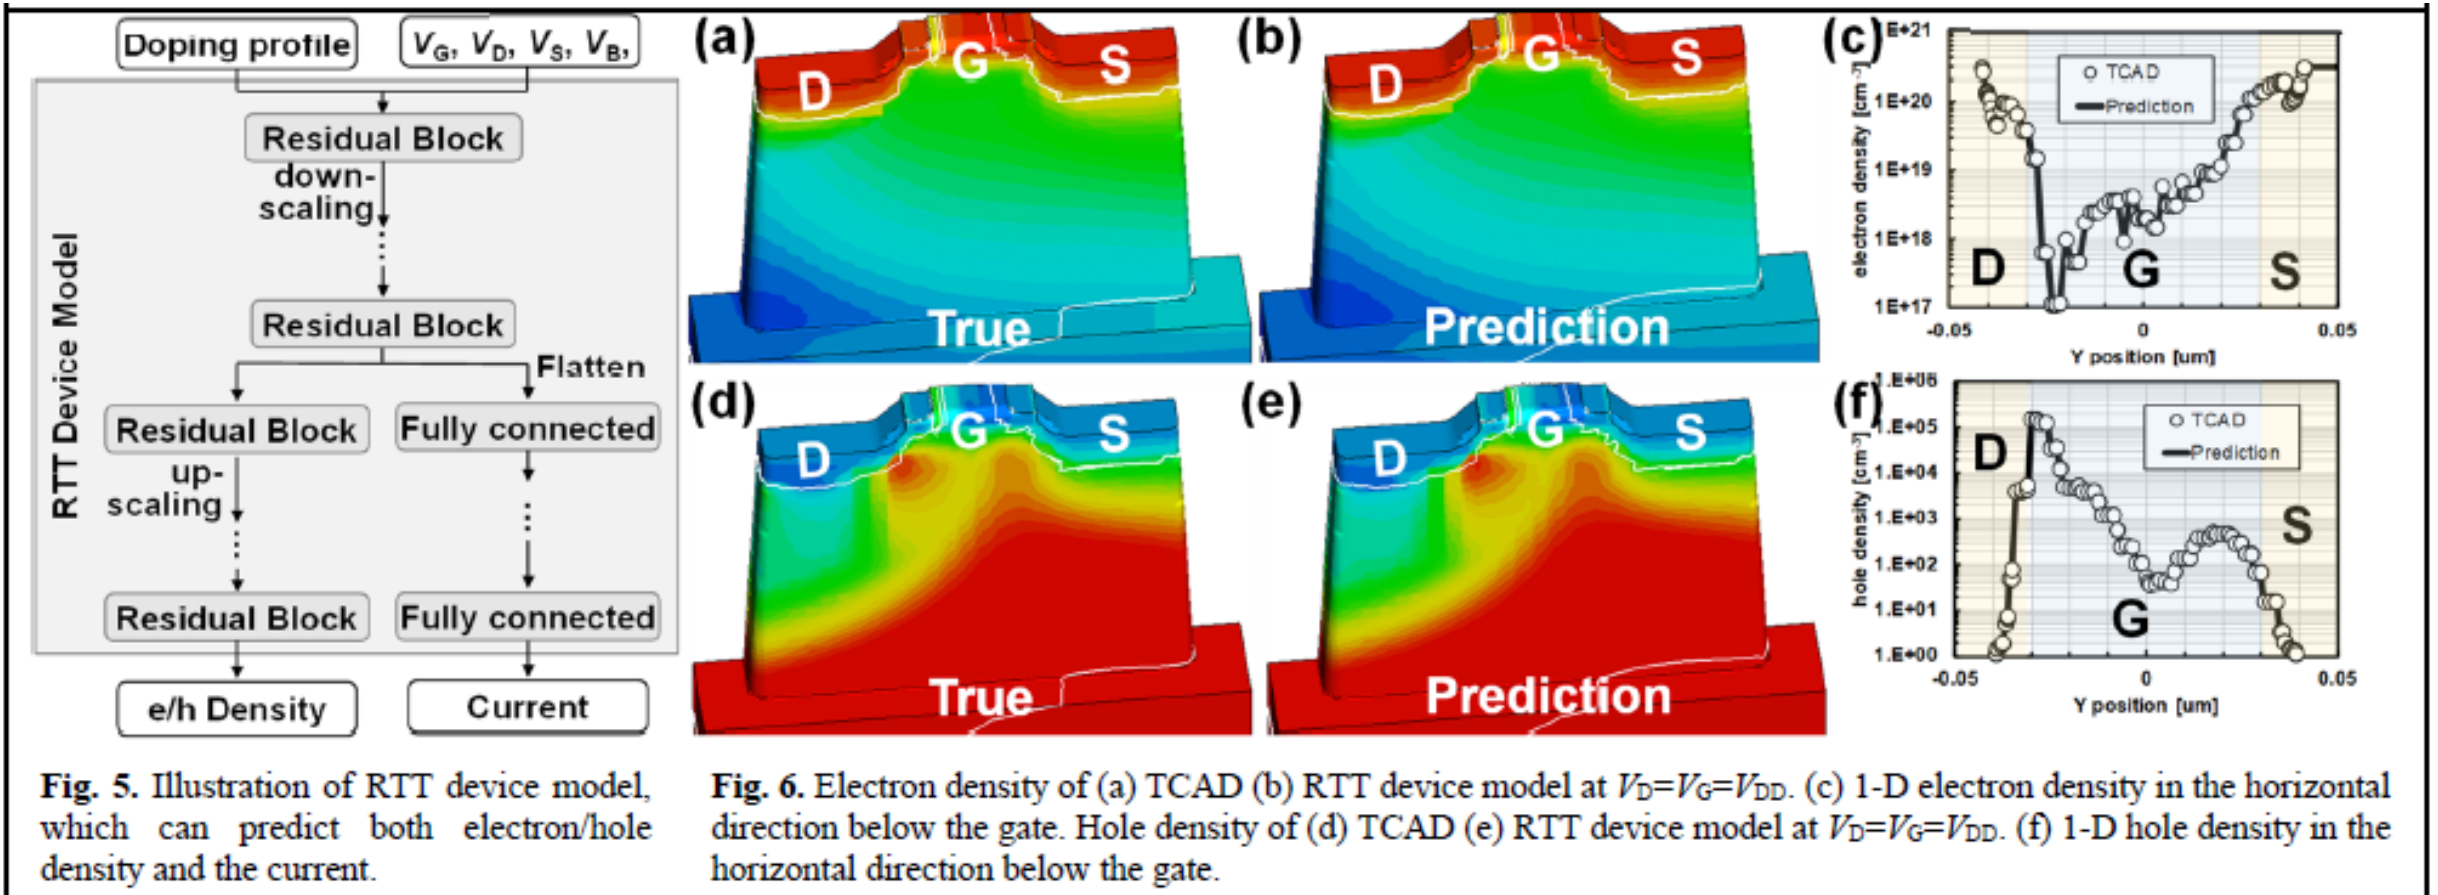 Doping profile
VG, VD, VS, VB,
RTT Device Model
Residual Block
down-
scaling
Residual Block
Flatten
Residual Block
Fully connected
up-
scaling
Residual Block
Fully connected
e/h Density
Current
(a)
D
G
S
True
(b)
D
G
S
Prediction
(c)
electron density [cm-3]
1E+21
1E+20
1E+19
1E+18
1E+17
TCAD
Prediction
D
G
S
-0.05
0
0.05
Y position [um]
(d)
D
G
S
True
(e)
D
G
S
Prediction
(f)
hole density [cm-3]
1.E+06
1.E+05
1.E+04
1.E+03
1.E+02
1.E+01
1.E+00
TCAD
Prediction
D
G
S
-0.05
0
0.05
Y position [um]
Fig. 5. Illustration of RTT device model,
which can predict both electron/hole
density and the current.
Fig. 6. Electron density of (a) TCAD (b) RTT device model at VD=VG=VDD. (c) 1-D electron density in the horizontal
direction below the gate. Hole density of (d) TCAD (e) RTT device model at VD=VG=VDD. (f) 1-D hole density in the
horizontal direction below the gate.